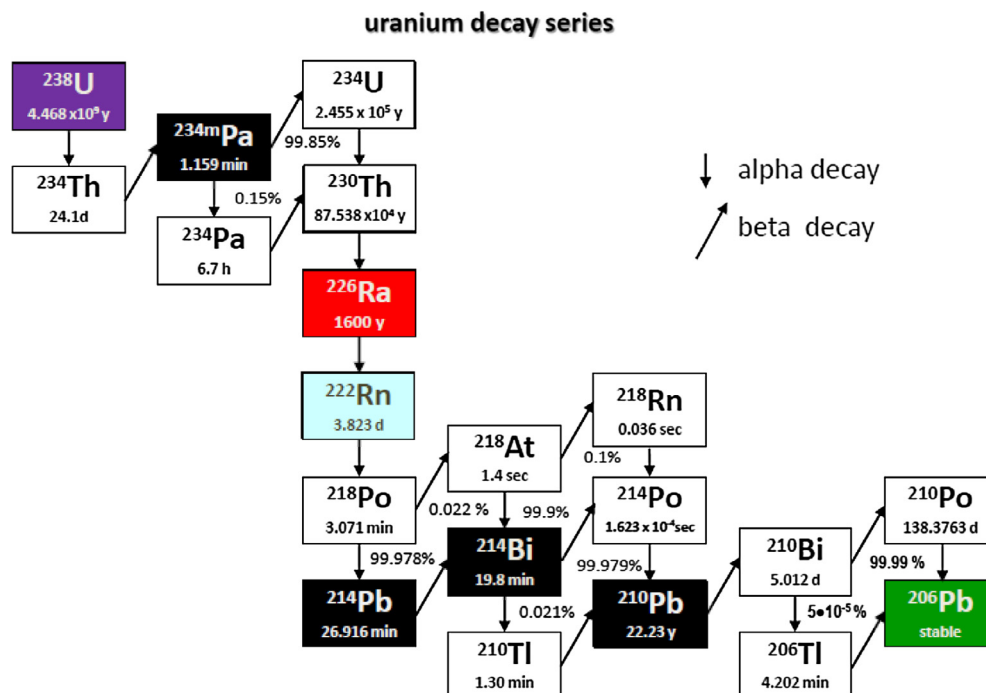 uranium decay series
²³⁸U
4.468 x10⁹ y
²³⁴Th
24.1d
²³⁴ᵐPa
1.159 min
99.85%
0.15%
²³⁴Pa
6.7 h
²³⁴U
2.455 x 10⁵ y
²³⁰Th
87.538 x10⁴ y
alpha decay
beta decay
²²⁶Ra
1600 y
²²²Rn
3.823 d
²¹⁸Po
3.071 min
0.022 %
99.978%
²¹⁴Pb
26.916 min
²¹⁸At
1.4 sec
99.9%
0.1%
²¹⁸Rn
0.036 sec
²¹⁴Po
1.623 x 10⁻⁴sec
²¹⁴Bi
19.8 min
99.979%
0.021%
²¹⁰Tl
1.30 min
²¹⁰Pb
22.23 y
²¹⁰Bi
5.012 d
5•10⁻⁵ %
²⁰⁶Tl
4.202 min
²¹⁰Po
138.3763 d
99.99 %
²⁰⁶Pb
stable